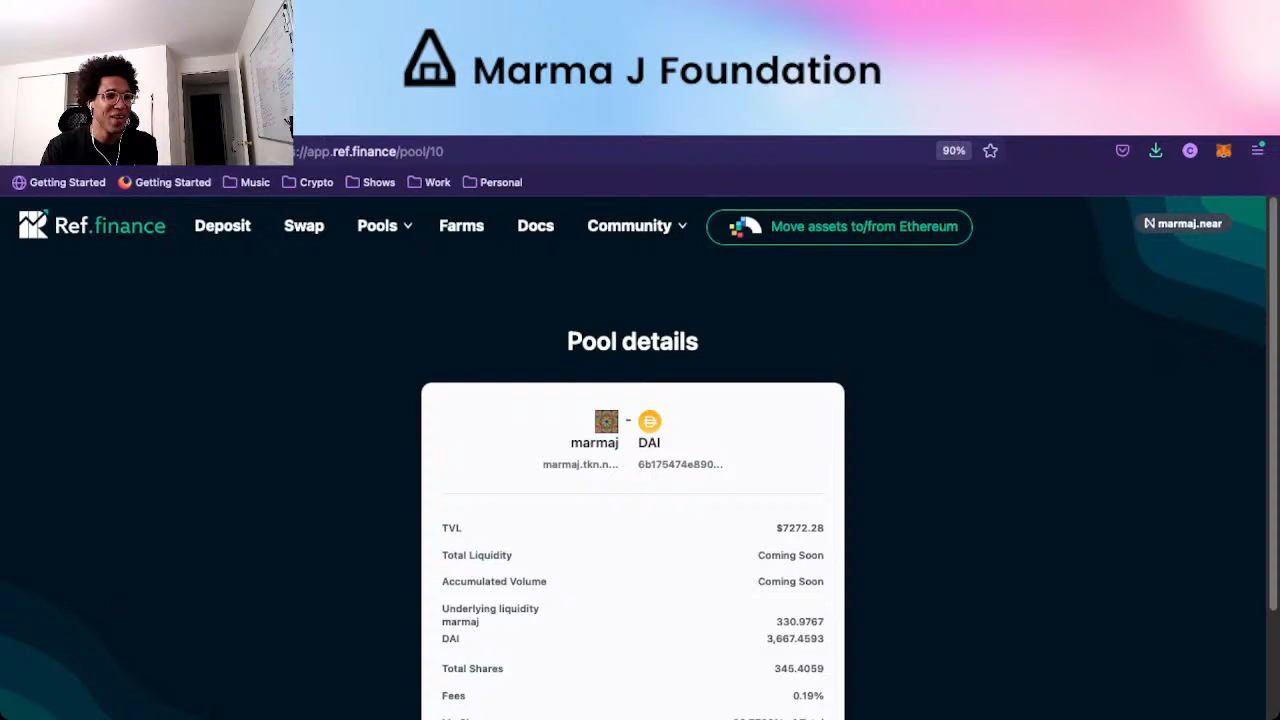 Marma J Foundation
://app.ref.finance/pool/10
90%
Getting Started
Getting Started
Music
Crypto
Shows
Work
Personal
Ref.finance
Deposit
Swap
Pools
Farms
Docs
Community
Move assets to/from Ethereum
marmaj.near
Pool details
marmaj - DAI
marmaj.tkn.n... 6b175474e890...
TVL $7272.28
Total Liquidity Coming Soon
Accumulated Volume Coming Soon
Underlying liquidity
marmaj 330.9767
DAI 3,667.4593
Total Shares 345.4059
Fees 0.19%